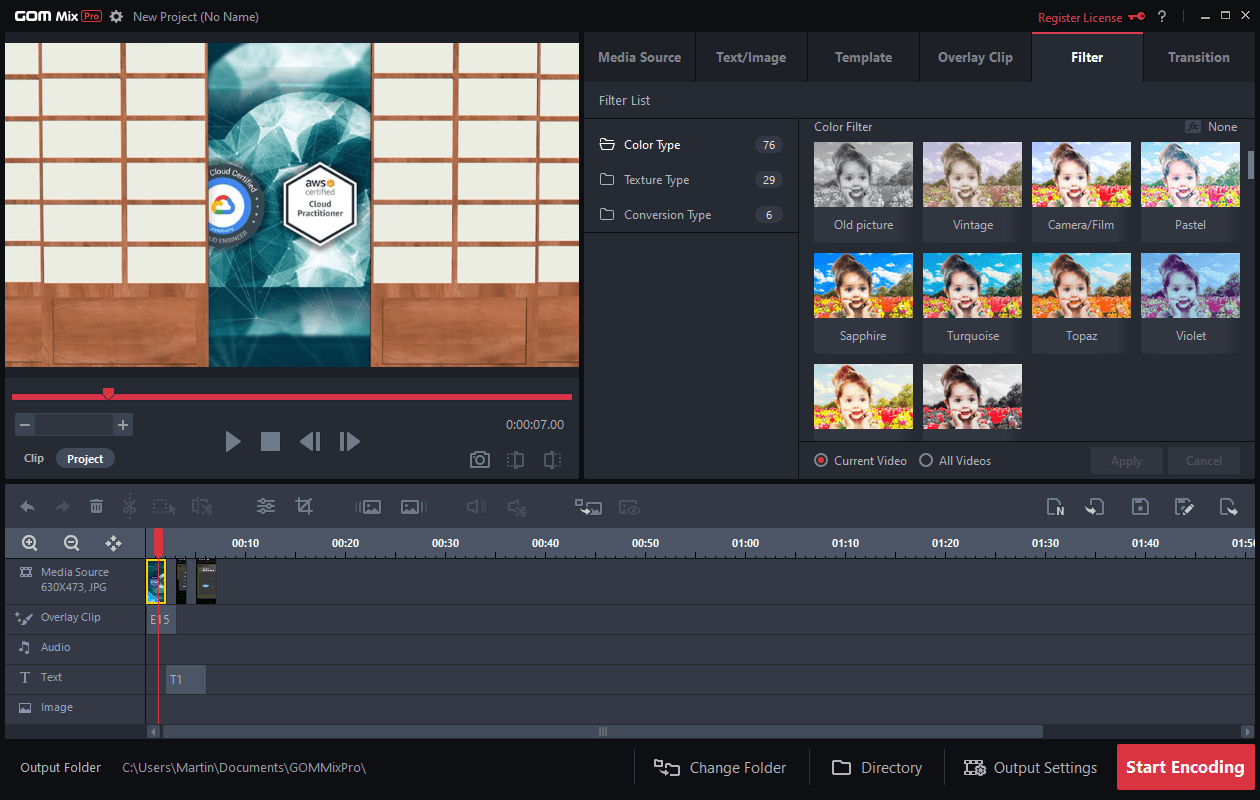 GOM Mix Pro New Project (No Name) Register License ?
Media Source Text/Image Template Overlay Clip Filter Transition
Filter List
Color Type 76
Texture Type 29
Conversion Type 6
Color Filter fx None
Old picture Vintage Camera/Film Pastel
Sapphire Turquoise Topaz Violet
Current Video All Videos Apply Cancel
Cloud Certified
ASSOCIATE
UD ENGINEER
aws
certified
Cloud
Practitioner
0:00:07.00
Clip Project
N
00:10 00:20 00:30 00:40 00:50 01:00 01:10 01:20 01:30 01:40 01:50
Media Source
630X473, JPG
Overlay Clip E15
Audio
T Text T1
Image
Output Folder C:\Users\Martin\Documents\GOMMixPro\ Change Folder Directory Output Settings Start Encoding